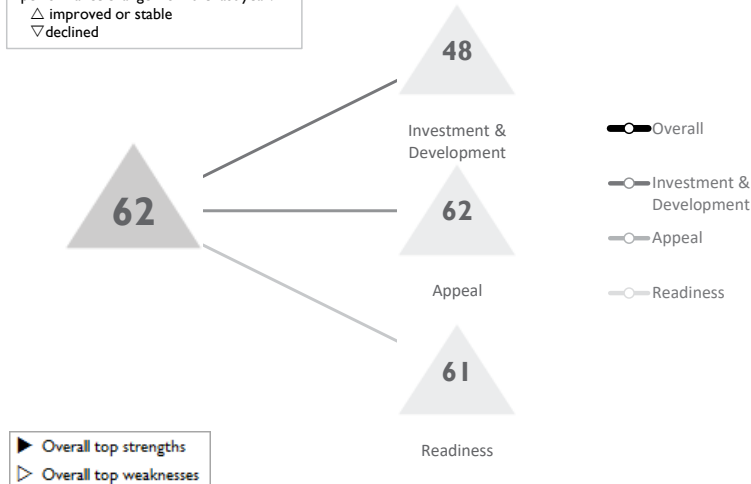 △ improved or stable
▽ declined
48
Investment &
Development
62
62
Appeal
61
Readiness
Overall
Investment &
Development
Appeal
Readiness
▶ Overall top strengths
▷ Overall top weaknesses